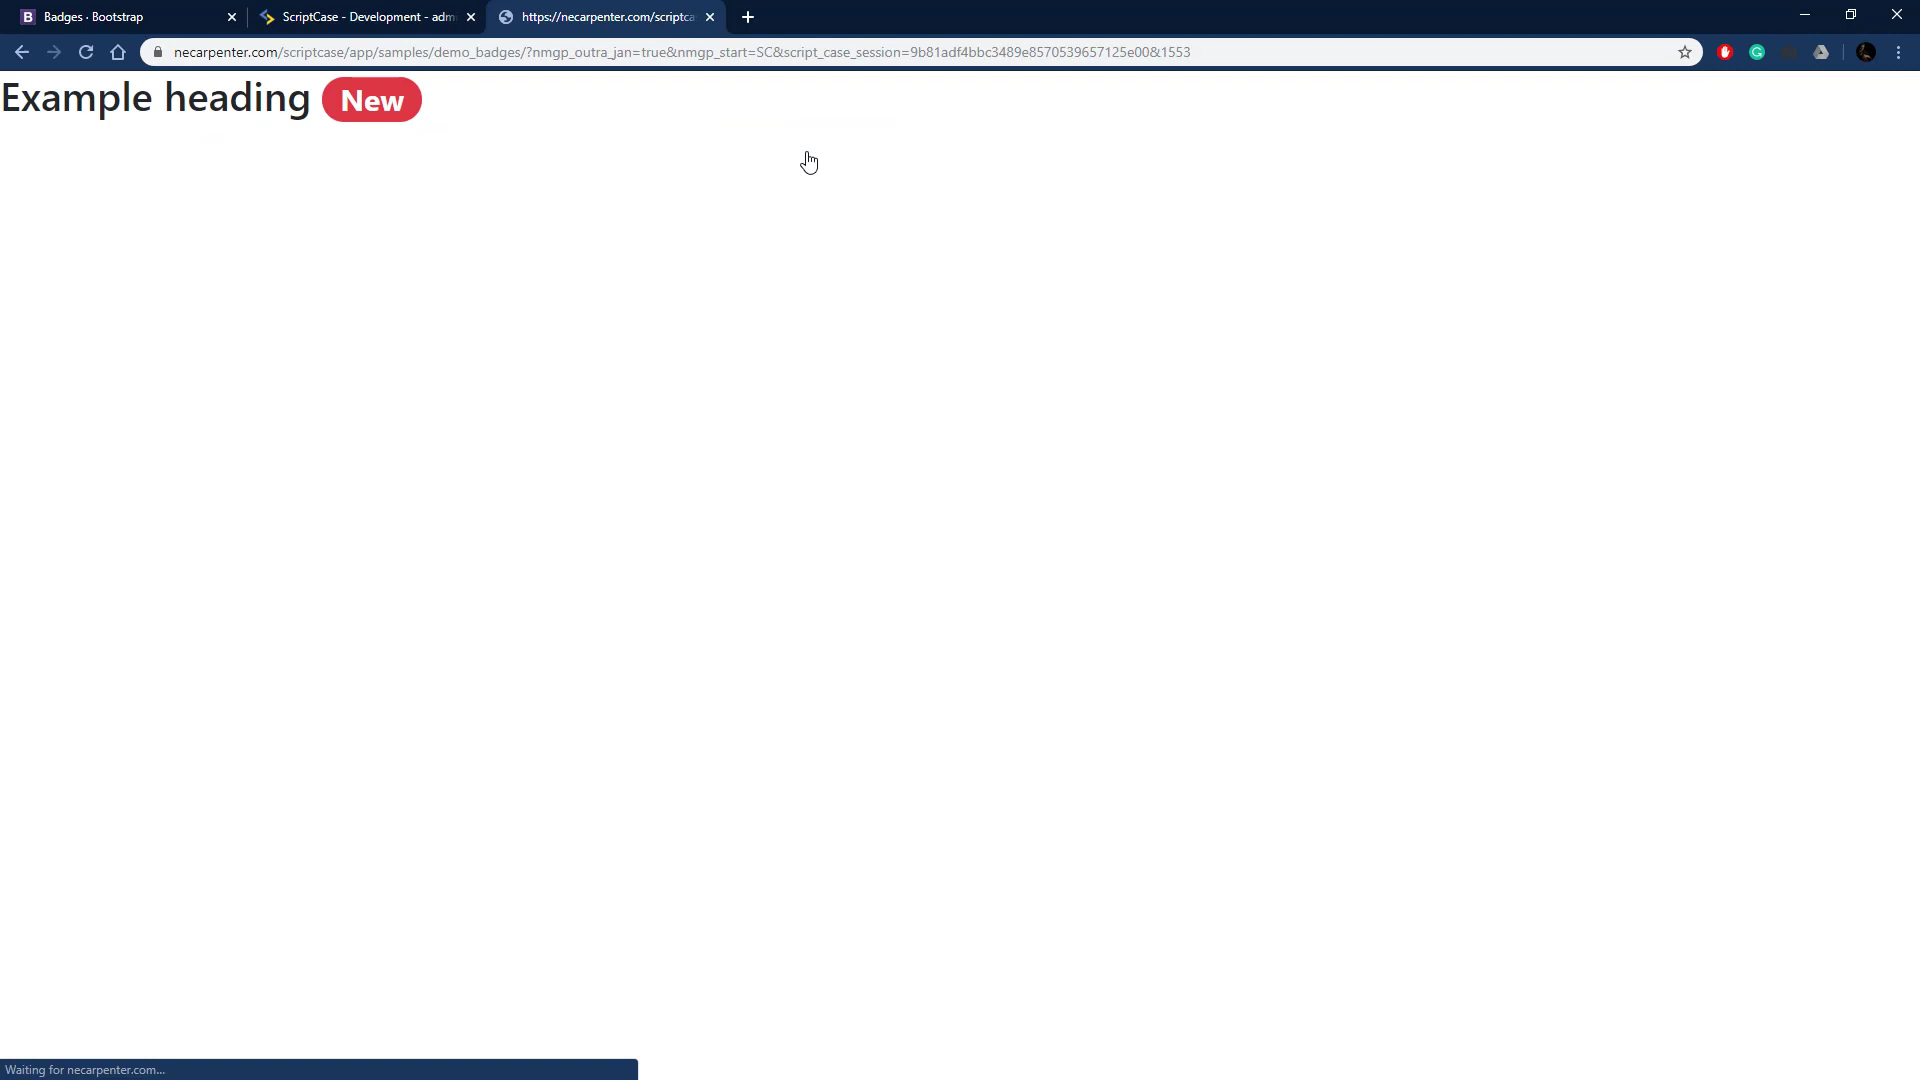 Badges · Bootstrap
ScriptCase - Development - adm
https://necarpenter.com/scriptca
necarpenter.com/scriptcase/app/samples/demo_badges/?nmgp_outra_jan=true&nmgp_start=SC&script_case_session=9b81adf4bbc3489e8570539657125e00&1553
Example heading New
Waiting for necarpenter.com...